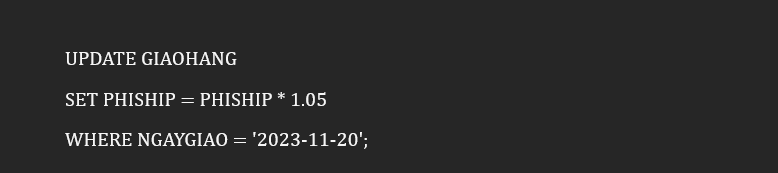 UPDATE GIAOHANG
SET PHISHIP = PHISHIP * 1.05
WHERE NGAYGIAO = '2023-11-20';